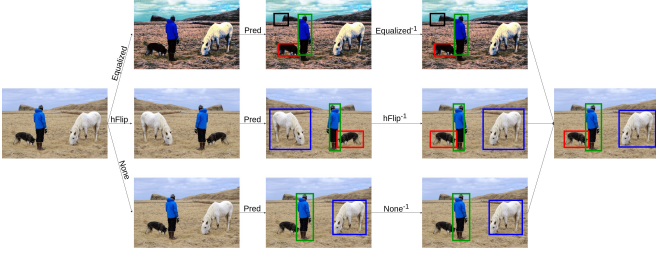 Equalized
Pred
Equalized-1
hFlip
Pred
hFlip-1
None
Pred
None-1